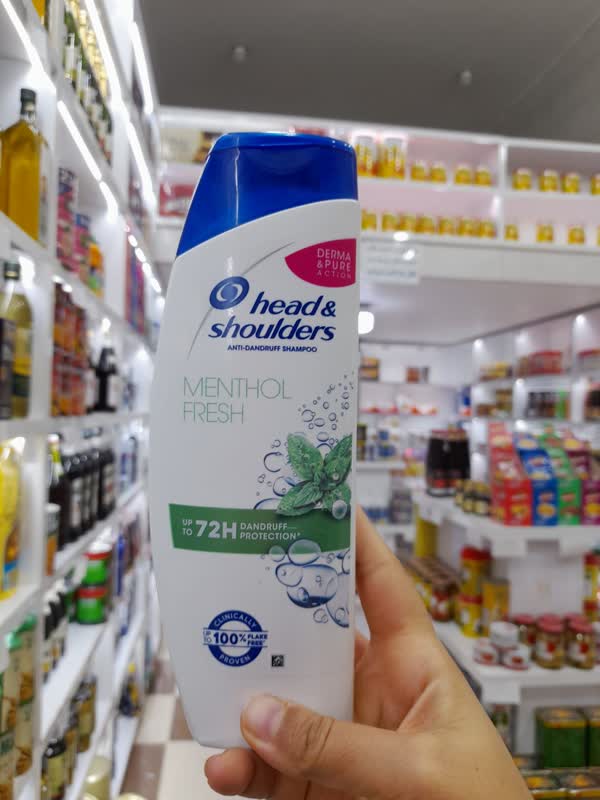 DERMA
&PURE
ACTION
head&
shoulders
ANTI-DANDRUFF SHAMPOO
MENTHOL
FRESH
UP
TO 72H DANDRUFF—
PROTECTION*
CLINICALLY
UP TO 100% FLAKE
FREE*
PROVEN